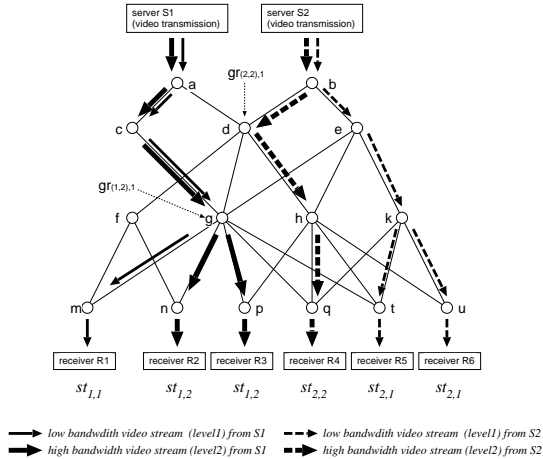 server S1
(video transmission)
server S2
(video transmission)
a
gr(2,2),1
b
c
d
e
gr(1,2),1
f
g
h
k
m
n
p
q
t
u
receiver R1
receiver R2
receiver R3
receiver R4
receiver R5
receiver R6
st1,1
st1,2
st1,2
st2,2
st2,1
st2,1
low bandwdith video stream (level1) from S1
low bandwidth video stream (level1) from S2
high bandwidth video stream (level2) from S1
high bandwidth video stream (level2) from S2